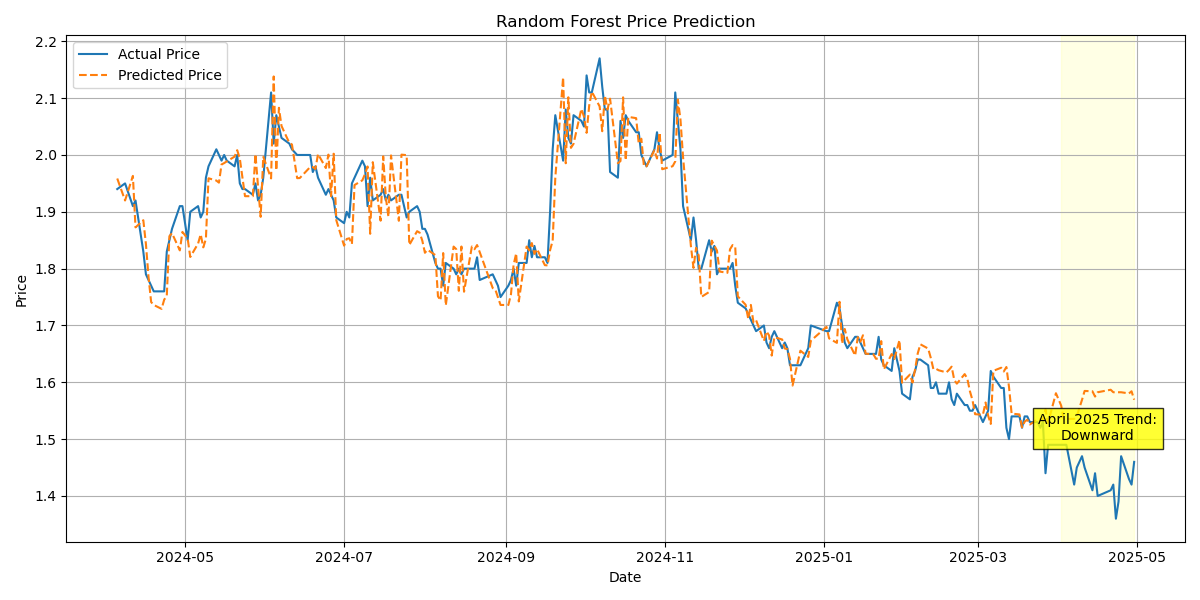 Random Forest Price Prediction
Actual Price
Predicted Price
2.2
2.1
2.0
1.9
1.8
1.7
1.6
1.5
1.4
Price
April 2025 Trend:
Downward
2024-05
2024-07
2024-09
2024-11
2025-01
2025-03
2025-05
Date